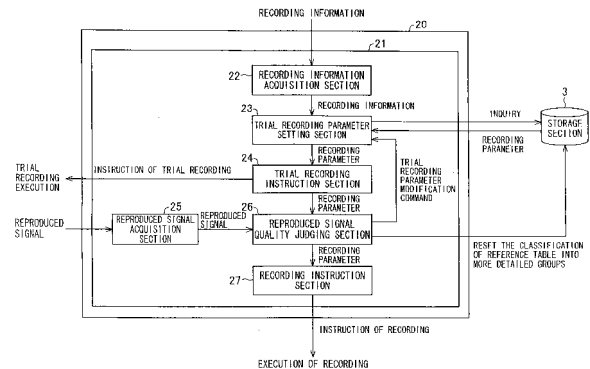 RECORDING INFORMATION
20
21
22
RECORDING INFORMATION
ACQUISITION SECTION
RECORDING INFORMATION
23
TRIAL RECORDING PARAMETER
SETTING SECTION
INQUIRY
RECORDING
PARAMETER
3
STORAGE
SECTION
RECORDING
PARAMETER
24
TRIAL RECORDING
INSTRUCTION SECTION
INSTRUCTION OF TRIAL RECORDING
TRIAL
RECORDING
EXECUTION
TRIAL
RECORDING
PARAMETER
MODIFICATION
COMMAND
RECORDING
PARAMETER
REPRODUCED
SIGNAL
25
REPRODUCED SIGNAL
ACQUISITION
SECTION
REPRODUCED
SIGNAL
26
REPRODUCED SIGNAL
QUALITY JUDGING SECTION
RESET THE CLASSIFICATION
OF REFERENCE TABLE INTO
MORE DETAILED GROUPS
RECORDING
PARAMETER
27
RECORDING INSTRUCTION
SECTION
INSTRUCTION OF RECORDING
EXECUTION OF RECORDING